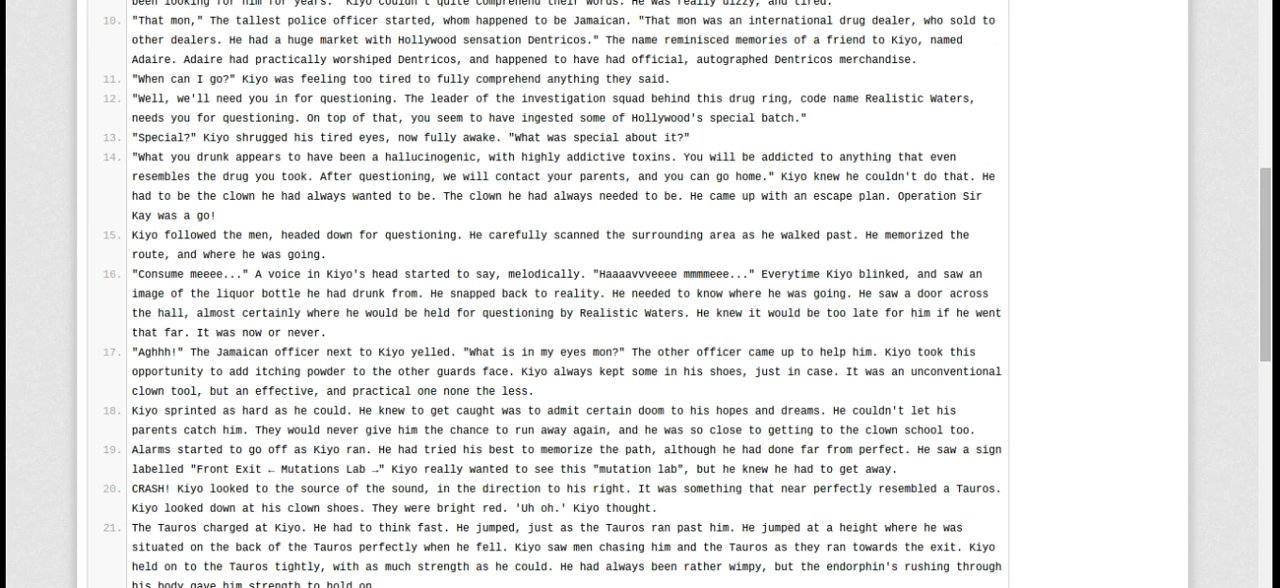 been looking for him for years." Kiyo couldn't quite comprehend their words. He was really dizzy, and tired.
10. "That mon," The tallest police officer started, whom happened to be Jamaican. "That mon was an international drug dealer, who sold to
other dealers. He had a huge market with Hollywood sensation Dentricos." The name reminisced memories of a friend to Kiyo, named
Adaire. Adaire had practically worshiped Dentricos, and happened to have had official, autographed Dentricos merchandise.
11. "When can I go?" Kiyo was feeling too tired to fully comprehend anything they said.
12. "Well, we'll need you in for questioning. The leader of the investigation squad behind this drug ring, code name Realistic Waters,
needs you for questioning. On top of that, you seem to have ingested some of Hollywood's special batch."
13. "Special?" Kiyo shrugged his tired eyes, now fully awake. "What was special about it?"
14. "What you drunk appears to have been a hallucinogenic, with highly addictive toxins. You will be addicted to anything that even
resembles the drug you took. After questioning, we will contact your parents, and you can go home." Kiyo knew he couldn't do that. He
had to be the clown he had always wanted to be. The clown he had always needed to be. He came up with an escape plan. Operation Sir
Kay was a go!
15. Kiyo followed the men, headed down for questioning. He carefully scanned the surrounding area as he walked past. He memorized the
route, and where he was going.
16. "Consume meeee..." A voice in Kiyo's head started to say, melodically. "Haaaavvveeee mmmmeee..." Everytime Kiyo blinked, and saw an
image of the liquor bottle he had drunk from. He snapped back to reality. He needed to know where he was going. He saw a door across
the hall, almost certainly where he would be held for questioning by Realistic Waters. He knew it would be too late for him if he went
that far. It was now or never.
17. "Aghhh!" The Jamaican officer next to Kiyo yelled. "What is in my eyes mon?" The other officer came up to help him. Kiyo took this
opportunity to add itching powder to the other guards face. Kiyo always kept some in his shoes, just in case. It was an unconventional
clown tool, but an effective, and practical one none the less.
18. Kiyo sprinted as hard as he could. He knew to get caught was to admit certain doom to his hopes and dreams. He couldn't let his
parents catch him. They would never give him the chance to run away again, and he was so close to getting to the clown school too.
19. Alarms started to go off as Kiyo ran. He had tried his best to memorize the path, although he had done far from perfect. He saw a sign
labelled "Front Exit ← Mutations Lab →" Kiyo really wanted to see this "mutation lab", but he knew he had to get away.
20. CRASH! Kiyo looked to the source of the sound, in the direction to his right. It was something that near perfectly resembled a Tauros.
Kiyo looked down at his clown shoes. They were bright red. 'Uh oh.' Kiyo thought.
21. The Tauros charged at Kiyo. He had to think fast. He jumped, just as the Tauros ran past him. He jumped at a height where he was
situated on the back of the Tauros perfectly when he fell. Kiyo saw men chasing him and the Tauros as they ran towards the exit. Kiyo
held on to the Tauros tightly, with as much strength as he could. He had always been rather wimpy, but the endorphin's rushing through
his body gave him strength to hold on